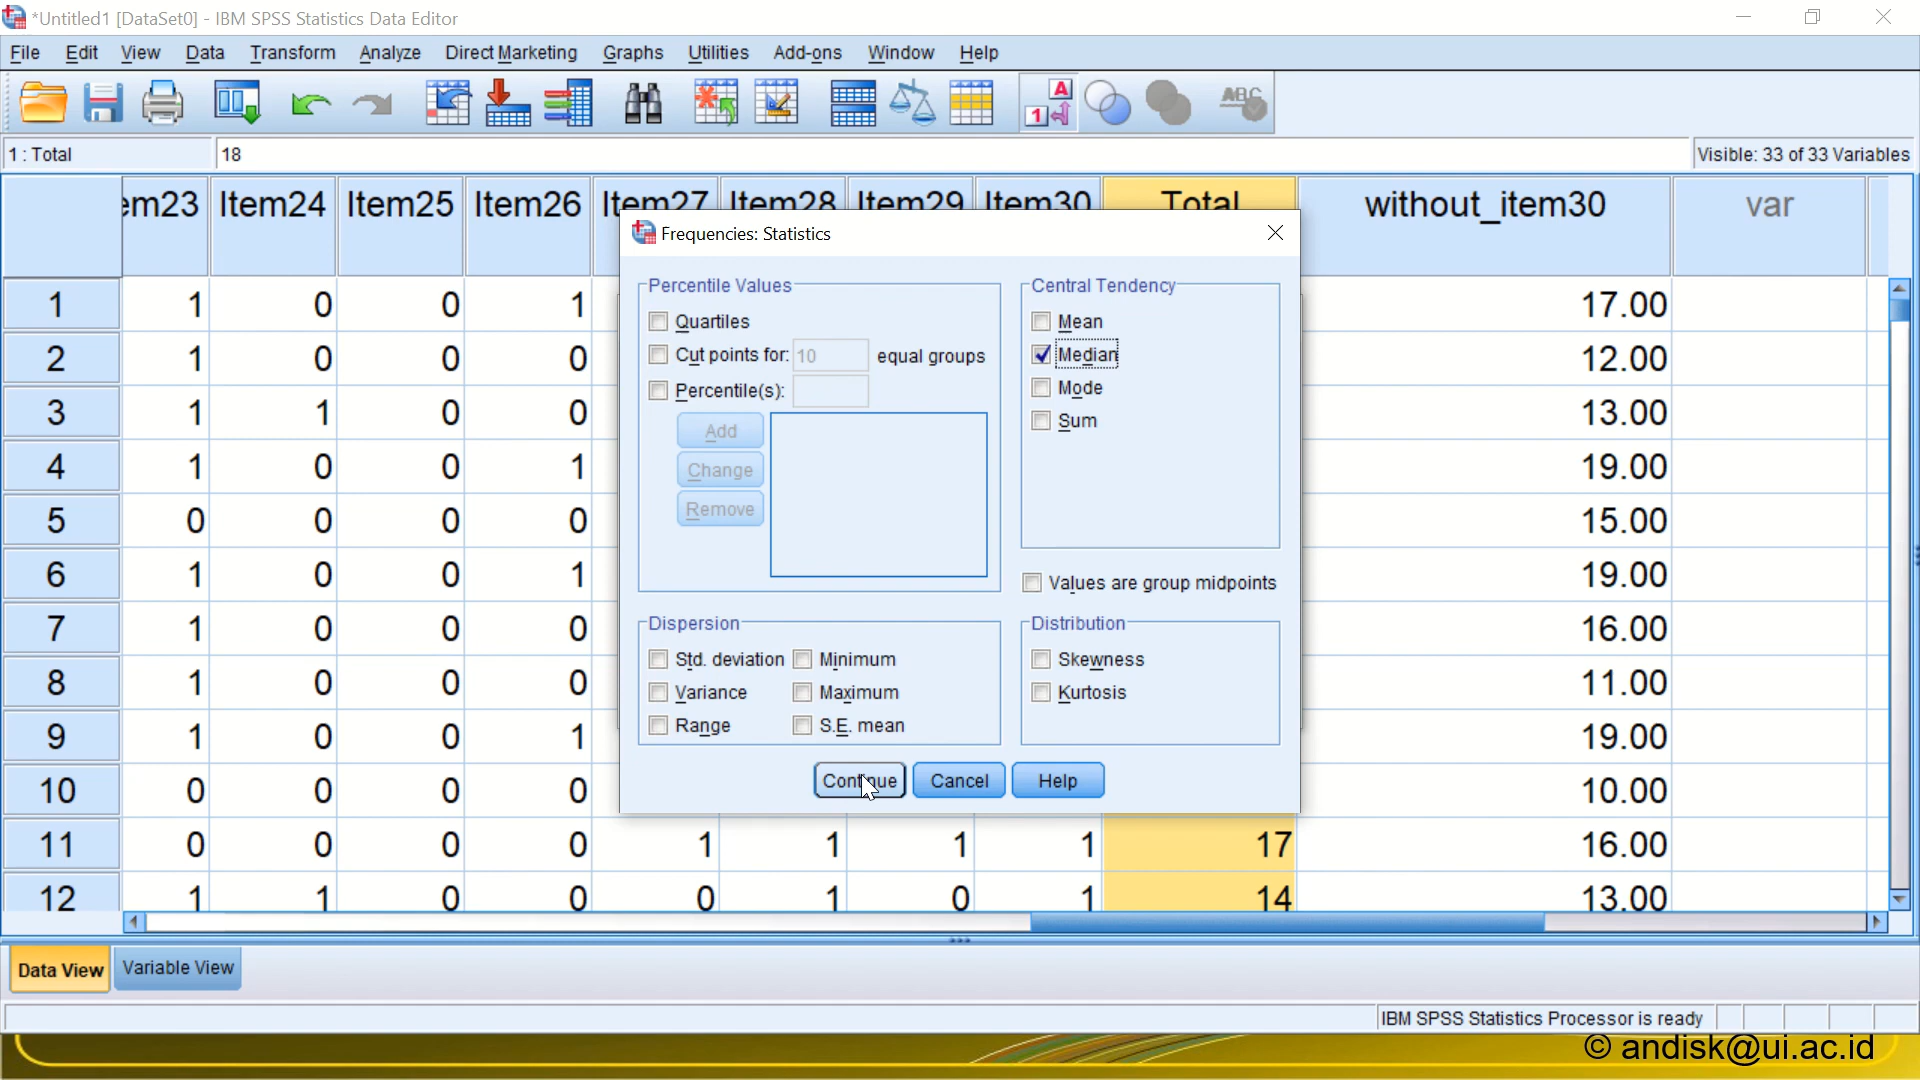 *Untitled1 [DataSet0] - IBM SPSS Statistics Data Editor
File Edit View Data Transform Analyze Direct Marketing Graphs Utilities Add-ons Window Help
1 : Total 18 Visible: 33 of 33 Variables
em23 Item24 Item25 Item26 Item27 Item28 Item29 Item30 Total without_item30 var
Frequencies: Statistics
Percentile Values
Quartiles
Cut points for: 10 equal groups
Percentile(s):
Add
Change
Remove
Central Tendency
Mean
Median
Mode
Sum
Values are group midpoints
Dispersion
Std. deviation Minimum
Variance Maximum
Range S.E. mean
Distribution
Skewness
Kurtosis
Continue Cancel Help
1 1 0 0 1 17.00
2 1 0 0 0 12.00
3 1 1 0 0 13.00
4 1 0 0 1 19.00
5 0 0 0 0 15.00
6 1 0 0 1 19.00
7 1 0 0 0 16.00
8 1 0 0 0 11.00
9 1 0 0 1 19.00
10 0 0 0 0 10.00
11 0 0 0 0 1 1 1 1 17 16.00
12 1 1 0 0 0 1 0 1 14 13.00
Data View Variable View
IBM SPSS Statistics Processor is ready
© andisk@ui.ac.id